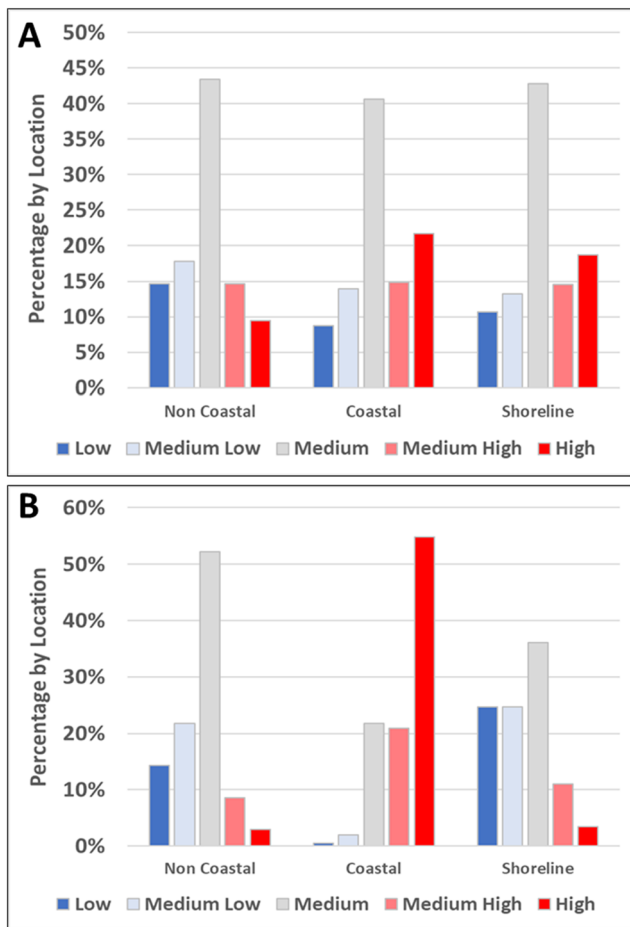 A
50%
45%
40%
35%
30%
25%
20%
15%
10%
5%
0%
Percentage by Location
Non Coastal Coastal Shoreline
Low Medium Low Medium Medium High High
B
60%
50%
40%
30%
20%
10%
0%
Percentage by Location
Non Coastal Coastal Shoreline
Low Medium Low Medium Medium High High